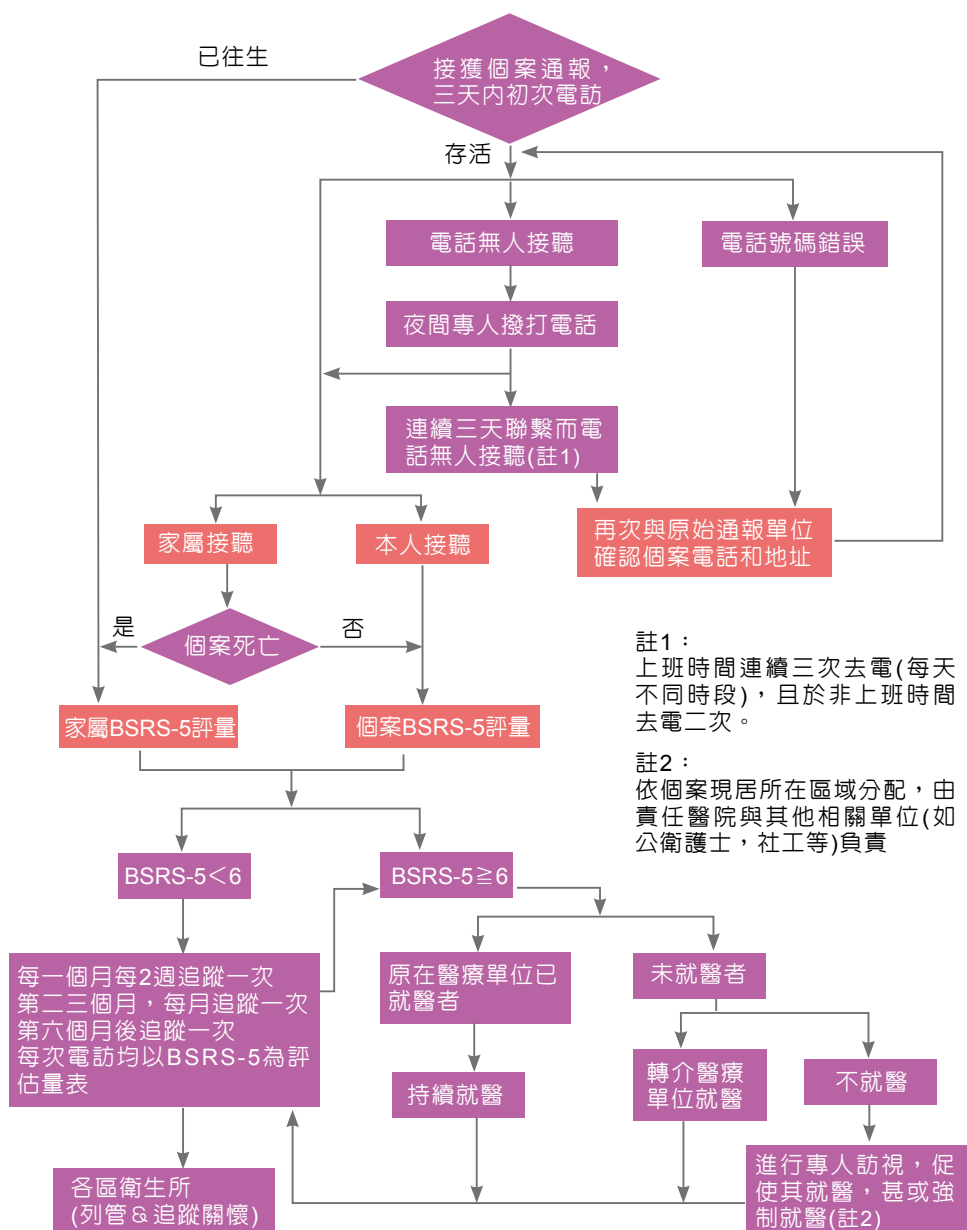 已往生
接獲個案通報，
三天內初次電訪
存活
電話無人接聽
電話號碼錯誤
夜間專人撥打電話
連續三天聯繫而電
話無人接聽(註1)
家屬接聽
本人接聽
再次與原始通報單位
確認個案電話和地址
是
個案死亡
否
註1：
上班時間連續三次去電(每天
不同時段)，且於非上班時間
去電二次。
家屬BSRS-5評量
個案BSRS-5評量
註2：
依個案現居所在區域分配，由
責任醫院與其他相關單位(如
公衛護士，社工等)負責
BSRS-5＜6
BSRS-5≧6
每一個月每2週追蹤一次
第二三個月，每月追蹤一次
第六個月後追蹤一次
每次電訪均以BSRS-5為評
估量表
原在醫療單位已
就醫者
未就醫者
持續就醫
轉介醫療
單位就醫
不就醫
各區衛生所
(列管＆追蹤關懷)
進行專人訪視，促
使其就醫，甚或強
制就醫(註2)